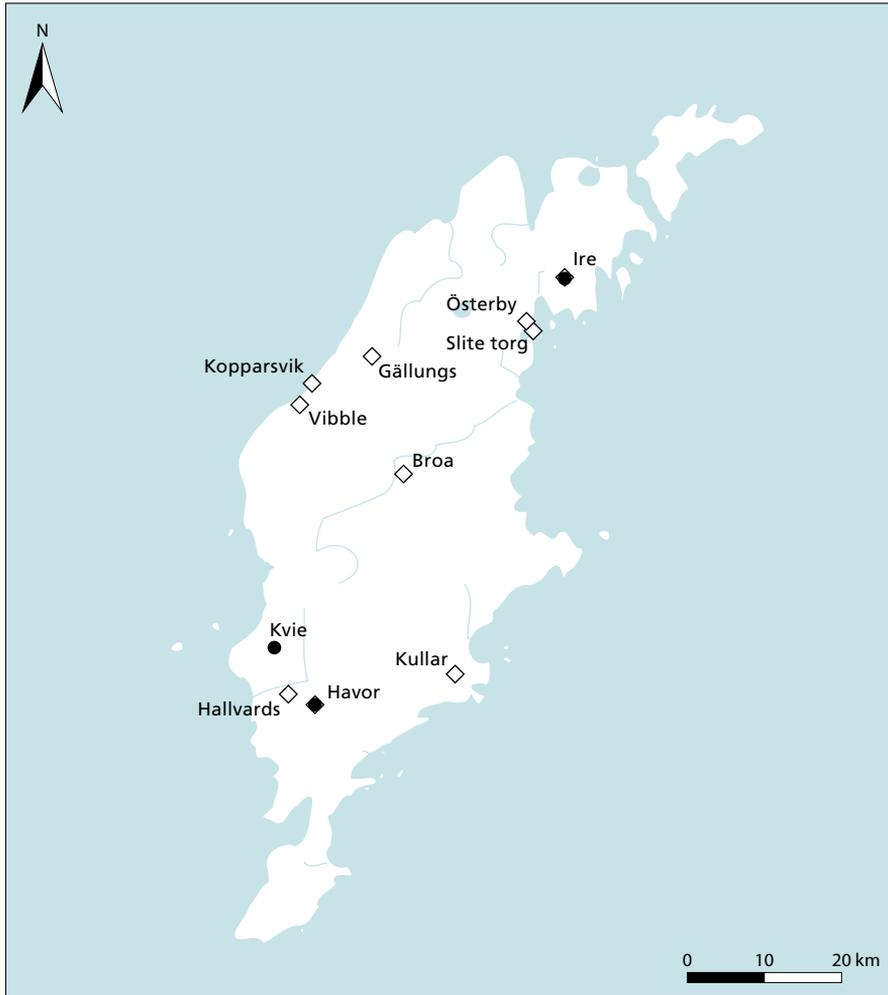 N
Ire
Österby
Slite torg
Kopparsvik
Gällungs
Vibble
Broa
Kvie
Kullar
Havor
Hallvards
0 10 20 km